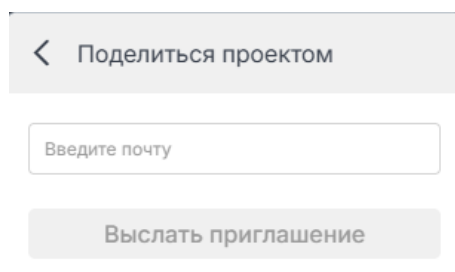 Поделиться проектом
Введите почту
Выслать приглашение